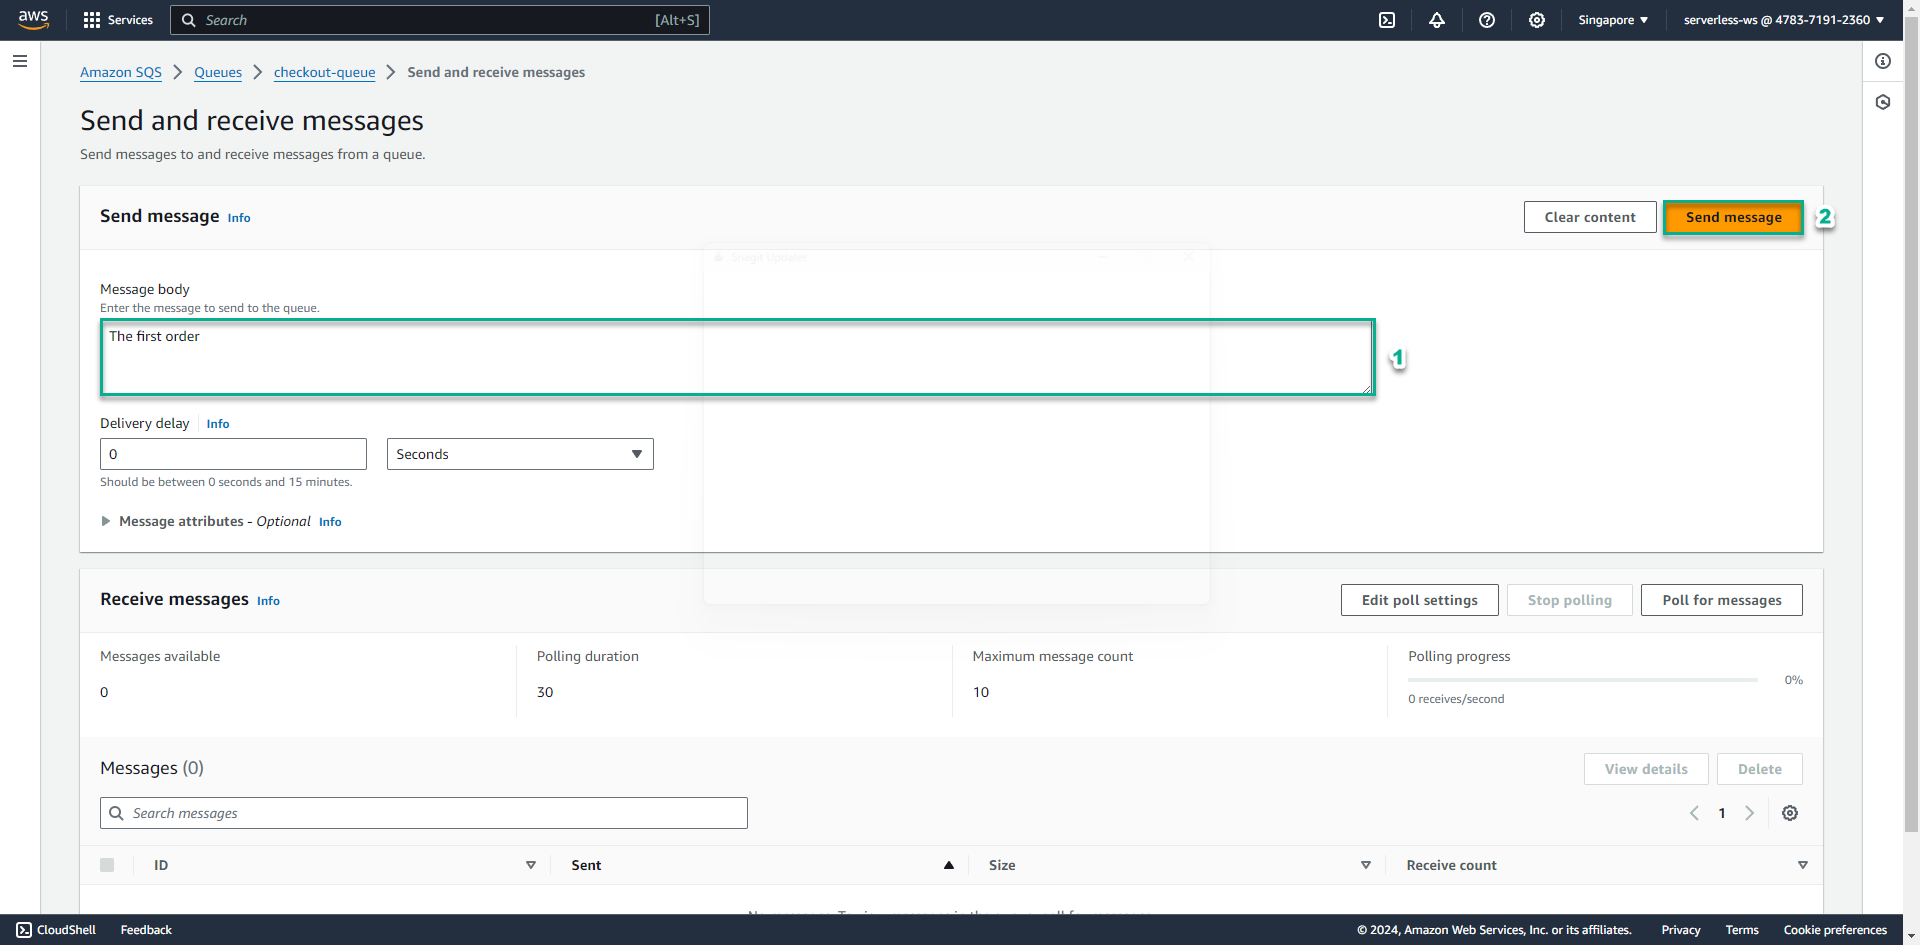 aws Services Search [Alt+S] Singapore serverless-ws @ 4783-7191-2360
Amazon SQS Queues checkout-queue Send and receive messages
Send and receive messages
Send messages to and receive messages from a queue.
Send message Info Clear content Send message 2
Snagit Updater
Message body
Enter the message to send to the queue.
The first order
1
Delivery delay Info
0 Seconds
Should be between 0 seconds and 15 minutes.
Message attributes - Optional Info
Receive messages Info Edit poll settings Stop polling Poll for messages
Messages available Polling duration Maximum message count Polling progress
0 30 10 0%
0 receives/second
Messages (0) View details Delete
Search messages 1
ID Sent Size Receive count
CloudShell Feedback © 2024, Amazon Web Services, Inc. or its affiliates. Privacy Terms Cookie preferences